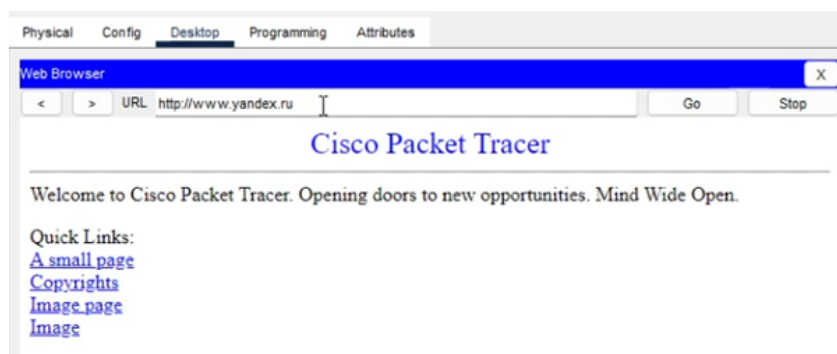 Physical Config Desktop Programming Attributes
Web Browser X
< > URL http://www.yandex.ru Go Stop
Cisco Packet Tracer
Welcome to Cisco Packet Tracer. Opening doors to new opportunities. Mind Wide Open.
Quick Links:
A small page
Copyrights
Image page
Image